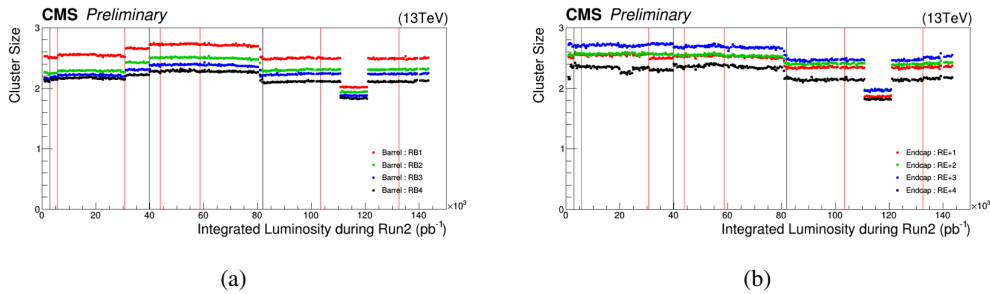 CMS Preliminary (13TeV)
Cluster Size
3
2
1
0
Barrel : RB1
Barrel : RB2
Barrel : RB3
Barrel : RB4
0 20 40 60 80 100 120 140
×10³
Integrated Luminosity during Run2 (pb⁻¹)
(a)
CMS Preliminary (13TeV)
Cluster Size
3
2
1
0
Endcap : RE+1
Endcap : RE+2
Endcap : RE+3
Endcap : RE+4
0 20 40 60 80 100 120 140
×10³
Integrated Luminosity during Run2 (pb⁻¹)
(b)